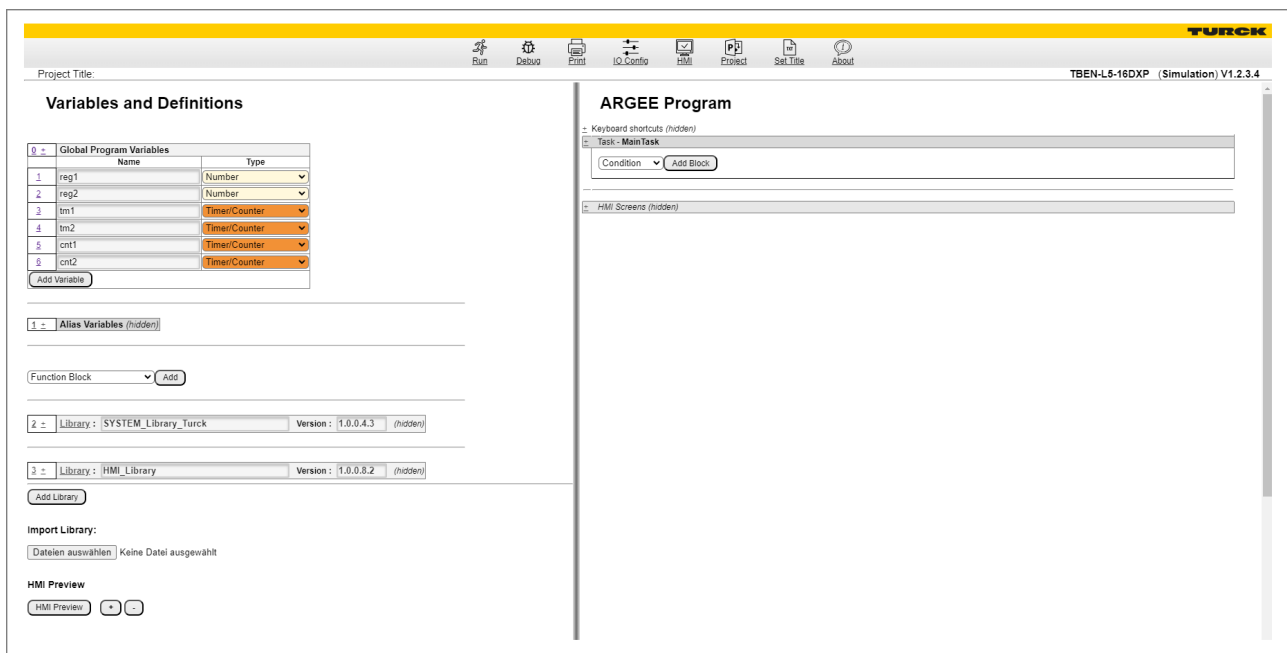 TURCK
Run Debug Print IO Config HMI Project Set Title About
Project Title:
TBEN-L5-16DXP (Simulation) V1.2.3.4
Variables and Definitions
0 ± Global Program Variables
Name Type
1 reg1 Number
2 reg2 Number
3 tm1 Timer/Counter
4 tm2 Timer/Counter
5 cnt1 Timer/Counter
6 cnt2 Timer/Counter
Add Variable
1 ± Alias Variables (hidden)
Function Block Add
2 ± Library : SYSTEM_Library_Turck Version : 1.0.0.4.3 (hidden)
3 ± Library : HMI_Library Version : 1.0.0.8.2 (hidden)
Add Library
Import Library:
Dateien auswählen Keine Datei ausgewählt
HMI Preview
HMI Preview + -
ARGEE Program
± Keyboard shortcuts (hidden)
± Task - MainTask
Condition Add Block
± HMI Screens (hidden)